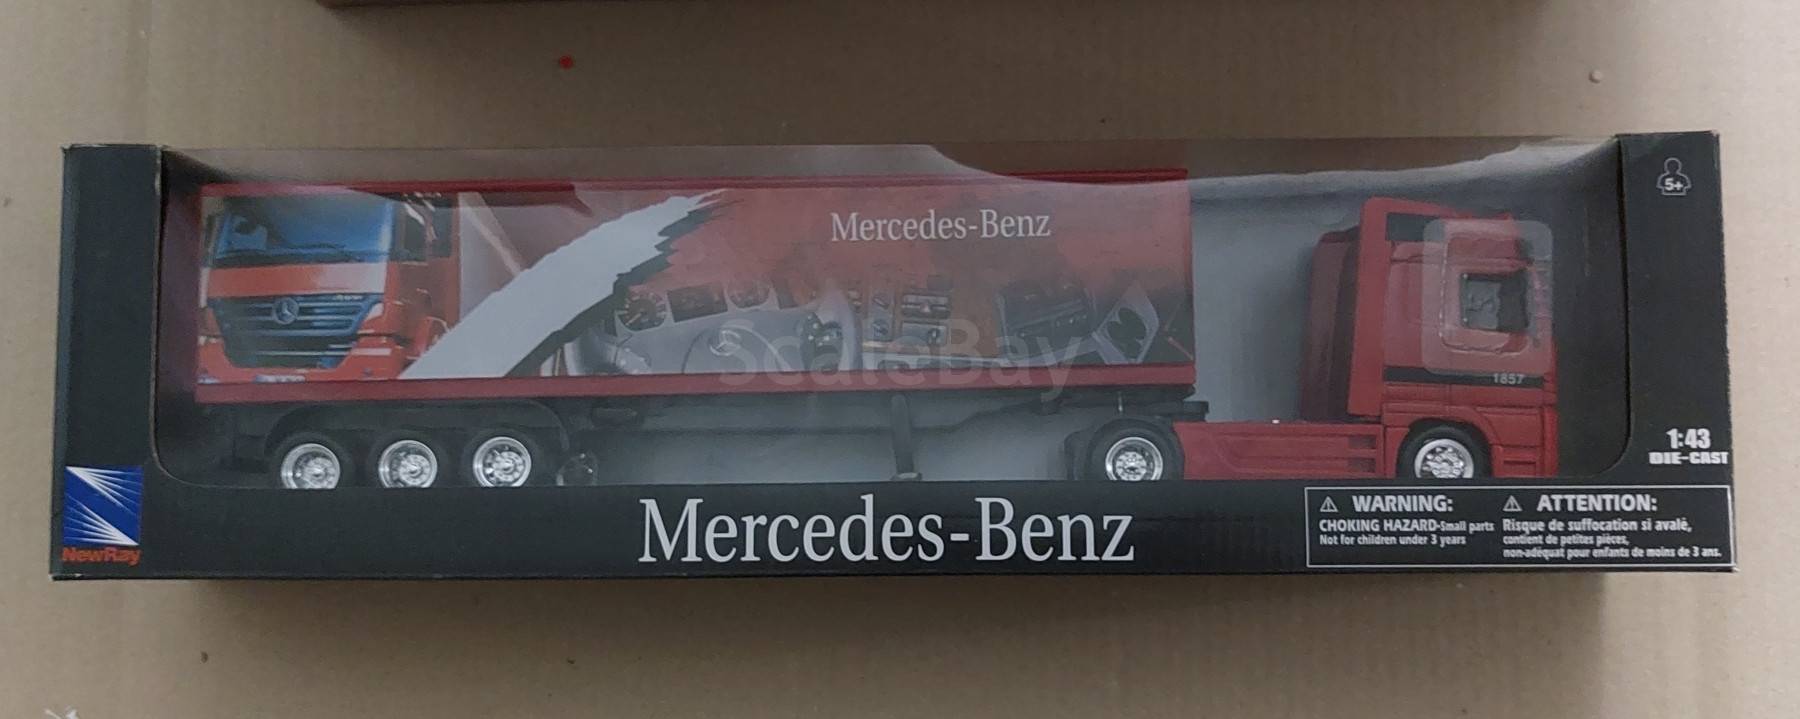 5+
Mercedes-Benz
ScaleBay
1857
1:43
DIE-CAST
NewRay
Mercedes-Benz
WARNING:
CHOKING HAZARD-Small parts
Not for children under 3 years
ATTENTION:
Risque de suffocation si avalé,
contient de petites pièces,
non-adéquat pour enfants de moins de 3 ans.